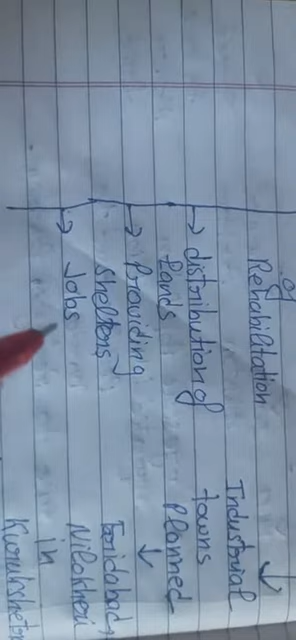 of
Rehabilitation ↓
Industrial
→ distribution of towns
lands planned
→ Providing ↓
shelters Faridabad,
→ Jobs Nilokheri
in
Kurukshetra